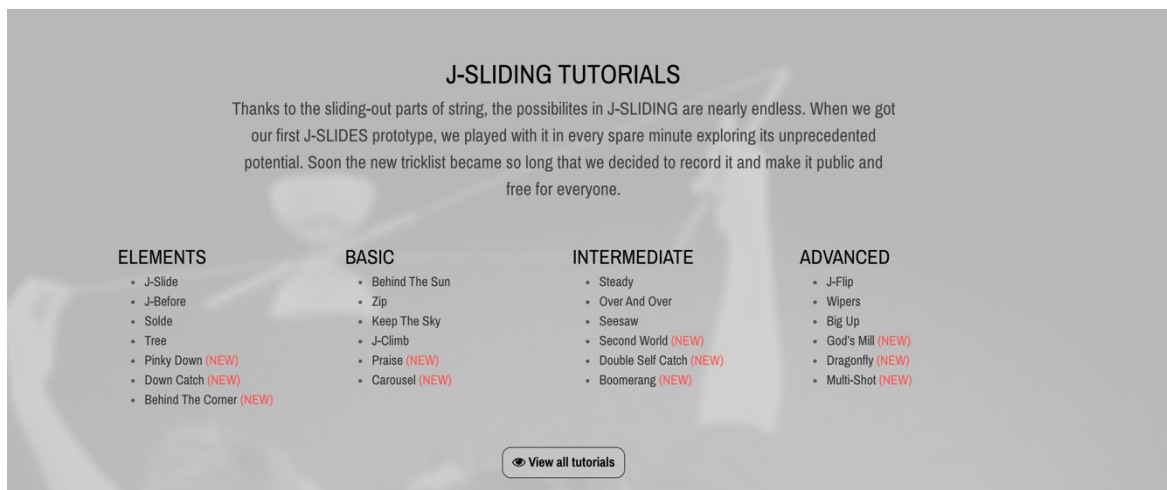 J-SLIDING TUTORIALS
Thanks to the sliding-out parts of string, the possibilites in J-SLIDING are nearly endless. When we got
our first J-SLIDES prototype, we played with it in every spare minute exploring its unprecedented
potential. Soon the new tricklist became so long that we decided to record it and make it public and
free for everyone.
ELEMENTS
J-Slide
J-Before
Solde
Tree
Pinky Down (NEW)
Down Catch (NEW)
Behind The Corner (NEW)
BASIC
Behind The Sun
Zip
Keep The Sky
J-Climb
Praise (NEW)
Carousel (NEW)
INTERMEDIATE
Steady
Over And Over
Seesaw
Second World (NEW)
Double Self Catch (NEW)
Boomerang (NEW)
ADVANCED
J-Flip
Wipers
Big Up
God's Mill (NEW)
Dragonfly (NEW)
Multi-Shot (NEW)
View all tutorials